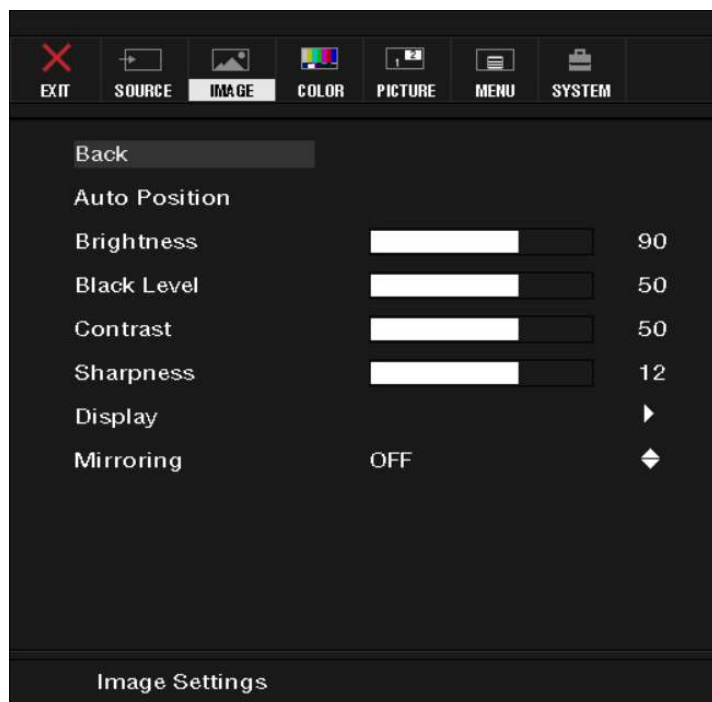 EXIT SOURCE IMAGE COLOR PICTURE MENU SYSTEM
Back
Auto Position
Brightness 90
Black Level 50
Contrast 50
Sharpness 12
Display
Mirroring OFF
Image Settings